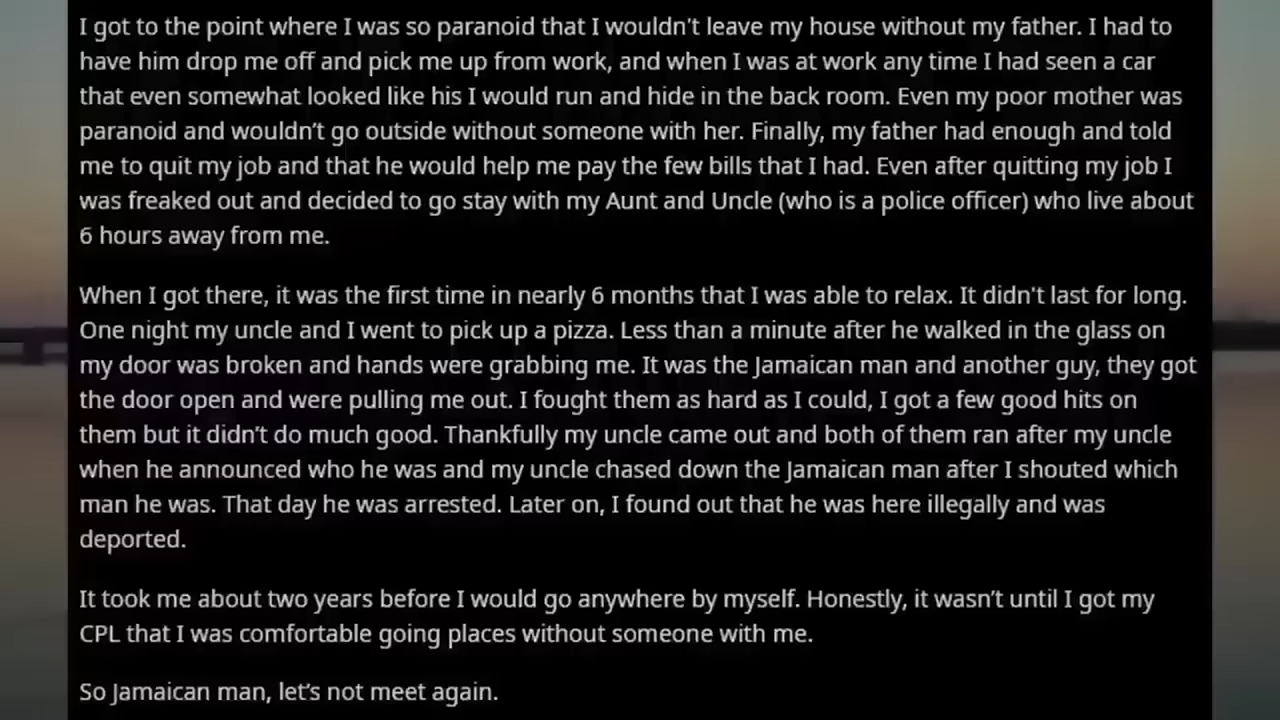 I got to the point where I was so paranoid that I wouldn't leave my house without my father. I had to
have him drop me off and pick me up from work, and when I was at work any time I had seen a car
that even somewhat looked like his I would run and hide in the back room. Even my poor mother was
paranoid and wouldn’t go outside without someone with her. Finally, my father had enough and told
me to quit my job and that he would help me pay the few bills that I had. Even after quitting my job I
was freaked out and decided to go stay with my Aunt and Uncle (who is a police officer) who live about
6 hours away from me.
When I got there, it was the first time in nearly 6 months that I was able to relax. It didn't last for long.
One night my uncle and I went to pick up a pizza. Less than a minute after he walked in the glass on
my door was broken and hands were grabbing me. It was the Jamaican man and another guy, they got
the door open and were pulling me out. I fought them as hard as I could, I got a few good hits on
them but it didn’t do much good. Thankfully my uncle came out and both of them ran after my uncle
when he announced who he was and my uncle chased down the Jamaican man after I shouted which
man he was. That day he was arrested. Later on, I found out that he was here illegally and was
deported.
It took me about two years before I would go anywhere by myself. Honestly, it wasn’t until I got my
CPL that I was comfortable going places without someone with me.
So Jamaican man, let’s not meet again.